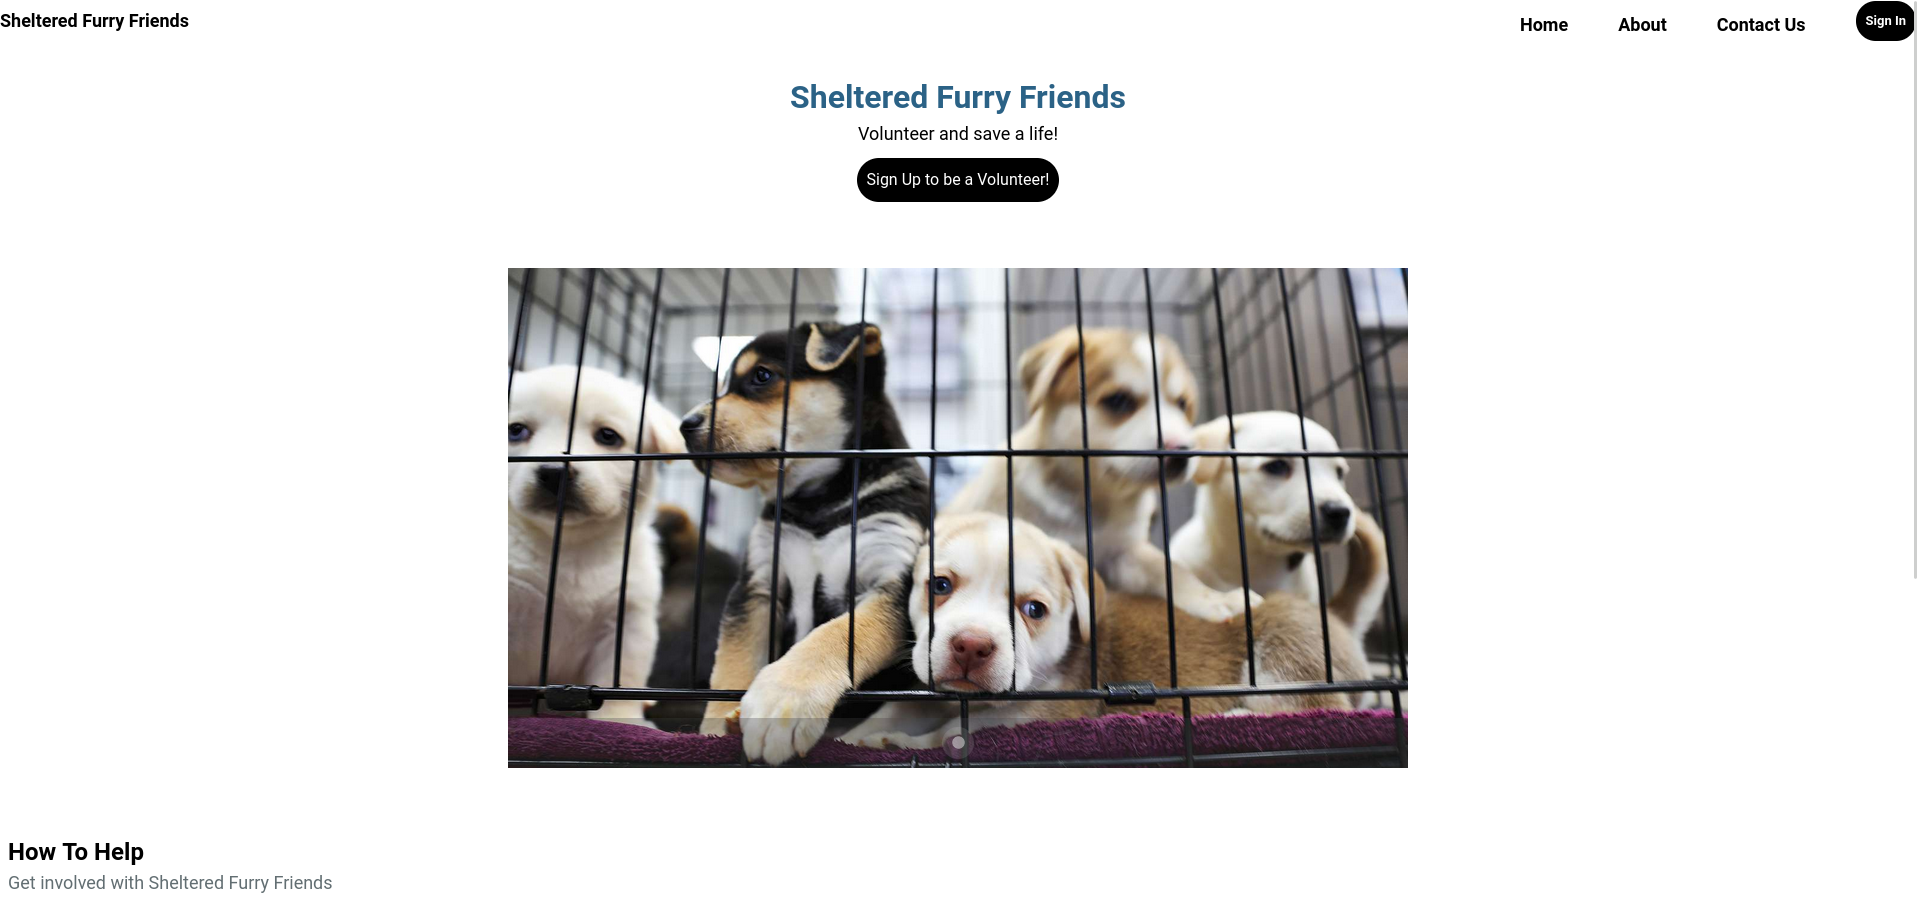 Sheltered Furry Friends
Home
About
Contact Us
Sign In
Sheltered Furry Friends
Volunteer and save a life!
Sign Up to be a Volunteer!
How To Help
Get involved with Sheltered Furry Friends